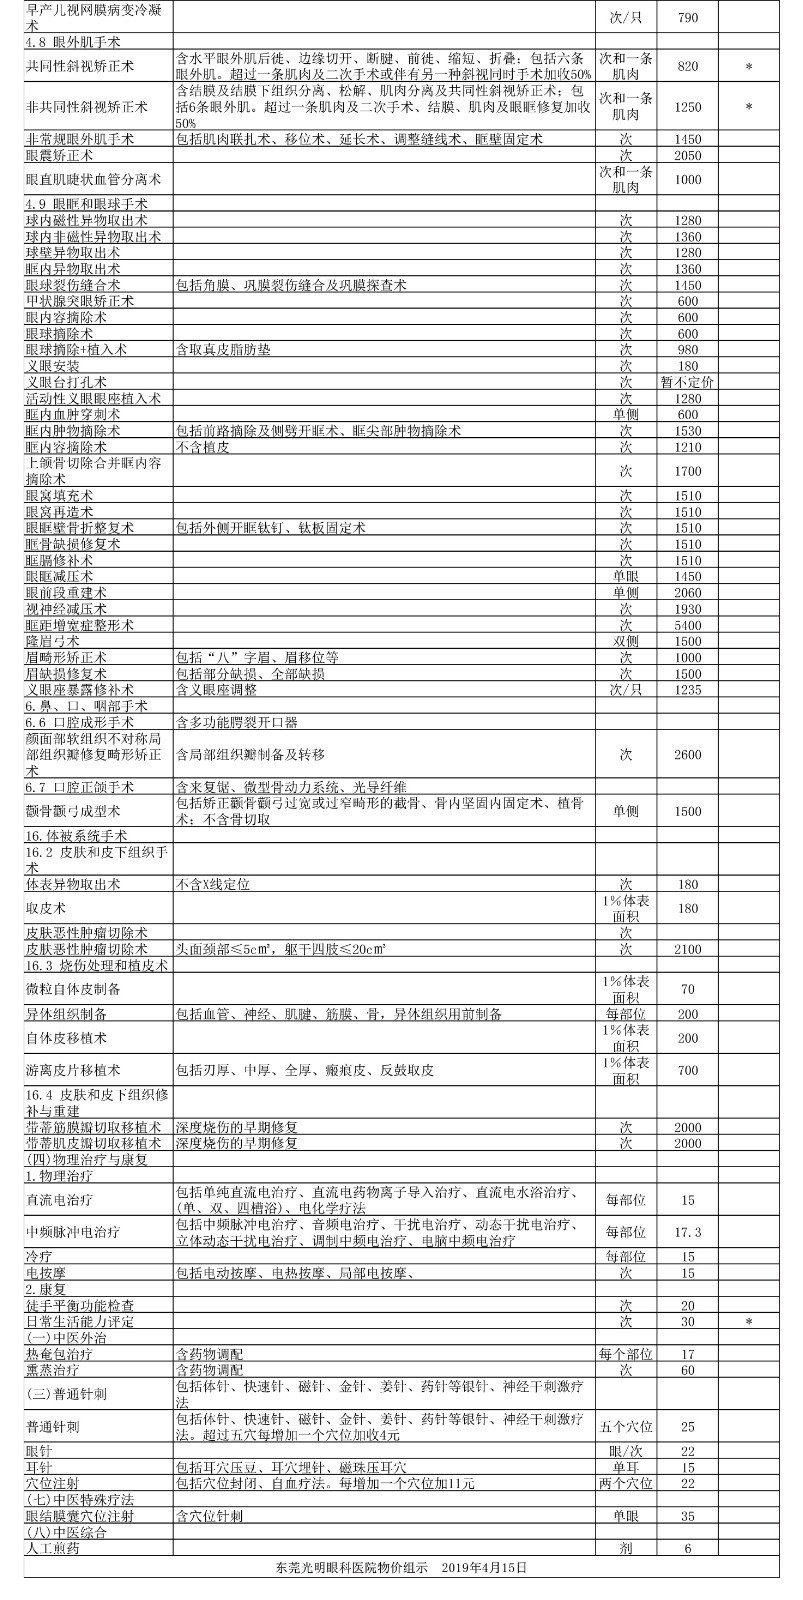 早产儿视网膜病变冷凝 次/只 790
术
4.8 眼外肌手术
共同性斜视矫正术 含水平眼外肌后徙、边缘切开、断腱、前徙、缩短、折叠；包括六条 次和一条 820 *
眼外肌。超过一条肌肉及二次手术或伴有另一种斜视同时手术加收50% 肌肉
非共同性斜视矫正术 含结膜及结膜下组织分离、松解、肌肉分离及共同性斜视矫正术；包 次和一条 1250 *
括6条眼外肌。超过一条肌肉及二次手术、结膜、肌肉及眼眶修复加收 肌肉
50%
非常规眼外肌手术 包括肌肉联扎术、移位术、延长术、调整缝线术、眶壁固定术 次 1450
眼震矫正术 次 2050
眼直肌睫状血管分离术 次和一条 1000
肌肉
4.9 眼眶和眼球手术
球内磁性异物取出术 次 1280
球内非磁性异物取出术 次 1360
球壁异物取出术 次 1280
眶内异物取出术 次 1360
眼球裂伤缝合术 包括角膜、巩膜裂伤缝合及巩膜探查术 次 1450
甲状腺突眼矫正术 次 600
眼内容摘除术 次 600
眼球摘除术 次 600
眼球摘除+植入术 含取真皮脂肪垫 次 980
义眼安装 次 180
义眼台打孔术 次 暂不定价
活动性义眼眼座植入术 次 1280
眶内血肿穿刺术 单侧 600
眶内肿物摘除术 包括前路摘除及侧劈开眶术、眶尖部肿物摘除术 次 1530
眶内容摘除术 不含植皮 次 1210
上颌骨切除合并眶内容 次 1700
摘除术
眼窝填充术 次 1510
眼窝再造术 次 1510
眼眶壁骨折整复术 包括外侧开眶钛钉、钛板固定术 次 1510
眶骨缺损修复术 次 1510
眶膈修补术 次 1510
眼眶减压术 单眼 1450
眼前段重建术 单侧 2060
视神经减压术 次 1930
眶距增宽症整形术 次 5400
隆眉弓术 双侧 1500
眉畸形矫正术 包括“八”字眉、眉移位等 次 1000
眉缺损修复术 包括部分缺损、全部缺损 次 1500
义眼座暴露修补术 含义眼座调整 次/只 1235
6.鼻、口、咽部手术
6.6 口腔成形手术 含多功能腭裂开口器
颜面部软组织不对称局 含局部组织瓣制备及转移 次 2600
部组织瓣修复畸形矫正
术
6.7 口腔正颌手术 含来复锯、微型骨动力系统、光导纤维
颧骨颧弓成型术 包括矫正颧骨颧弓过宽或过窄畸形的截骨、骨内坚固内固定术、植骨 单侧 1500
术；不含骨切取
16.体被系统手术
16.2 皮肤和皮下组织手
术
体表异物取出术 不含X线定位 次 180
取皮术 1%体表 180
面积
皮肤恶性肿瘤切除术 次
皮肤恶性肿瘤切除术 头面颈部≤5c㎡，躯干四肢≤20c㎡ 次 2100
16.3 烧伤处理和植皮术
微粒自体皮制备 1%体表 70
面积
异体组织制备 包括血管、神经、肌腱、筋膜、骨，异体组织用前制备 每部位 200
自体皮移植术 1%体表 200
面积
游离皮片移植术 包括刃厚、中厚、全厚、瘢痕皮、反鼓取皮 1%体表 700
面积
16.4 皮肤和皮下组织修
补与重建
带蒂筋膜瓣切取移植术 深度烧伤的早期修复 次 2000
带蒂肌皮瓣切取移植术 深度烧伤的早期修复 次 2000
(四)物理治疗与康复
1.物理治疗
直流电治疗 包括单纯直流电治疗、直流电药物离子导入治疗、直流电水浴治疗、 每部位 15
(单、双、四槽浴)、电化学疗法
中频脉冲电治疗 包括中频脉冲电治疗、音频电治疗、干扰电治疗、动态干扰电治疗、 每部位 17.3
立体动态干扰电治疗、调制中频电治疗、电脑中频电治疗
冷疗 每部位 15
电按摩 包括电动按摩、电热按摩、局部电按摩、 次 15
2.康复
徒手平衡功能检查 次 20
日常生活能力评定 次 30 *
(一)中医外治
热奄包治疗 含药物调配 每个部位 17
熏蒸治疗 含药物调配 次 60
(三)普通针刺 包括体针、快速针、磁针、金针、姜针、药针等银针、神经干刺激疗
法
普通针刺 包括体针、快速针、磁针、金针、姜针、药针等银针、神经干刺激疗 五个穴位 25
法。超过五穴每增加一个穴位加收4元
眼针 眼/次 22
耳针 包括耳穴压豆、耳穴埋针、磁珠压耳穴 单耳 15
穴位注射 包括穴位封闭、自血疗法。每增加一个穴位加11元 两个穴位 22
(七)中医特殊疗法
眼结膜囊穴位注射 含穴位针刺 单眼 35
(八)中医综合
人工煎药 剂 6
东莞光明眼科医院物价组示 2019年4月15日